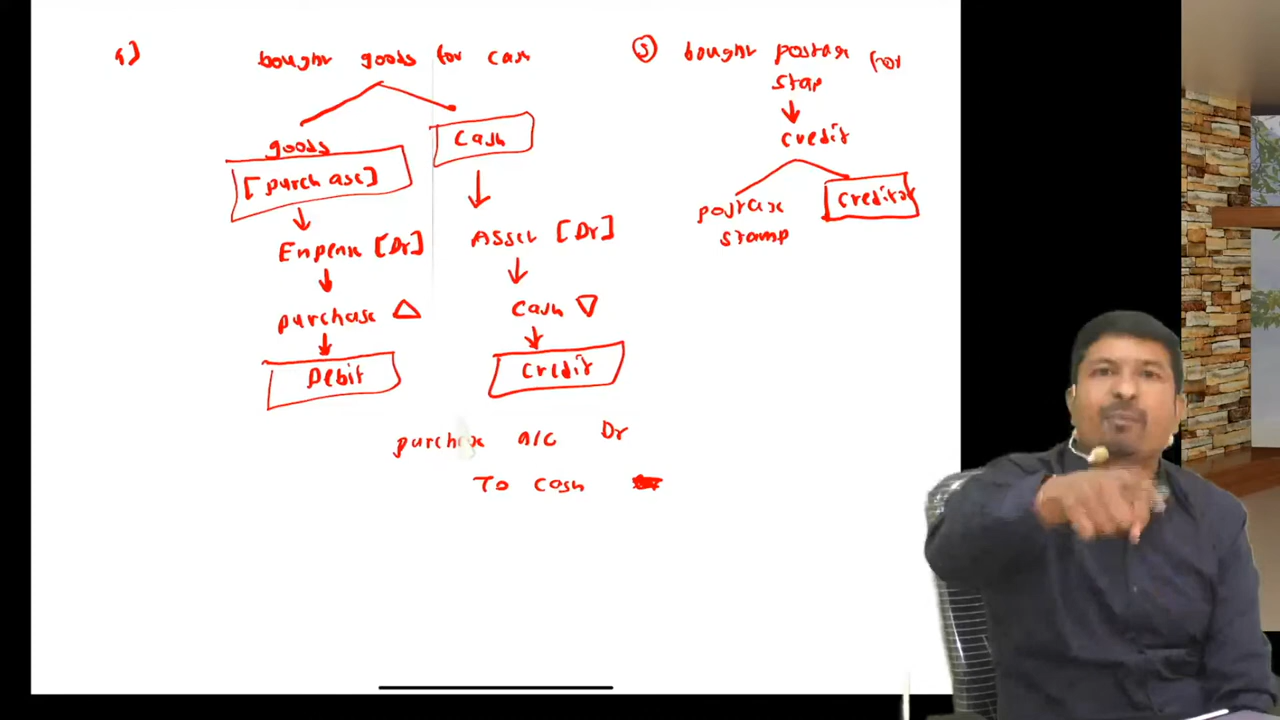 4)
bought goods for cash
goods
[purchase]
Expense [Dr]
purchase △
Debit
Cash
Asset [Dr]
Cash ▽
Credit
purchase a/c Dr
To cash
⑤ bought postage for
stap
credit
postage
stamp
creditor